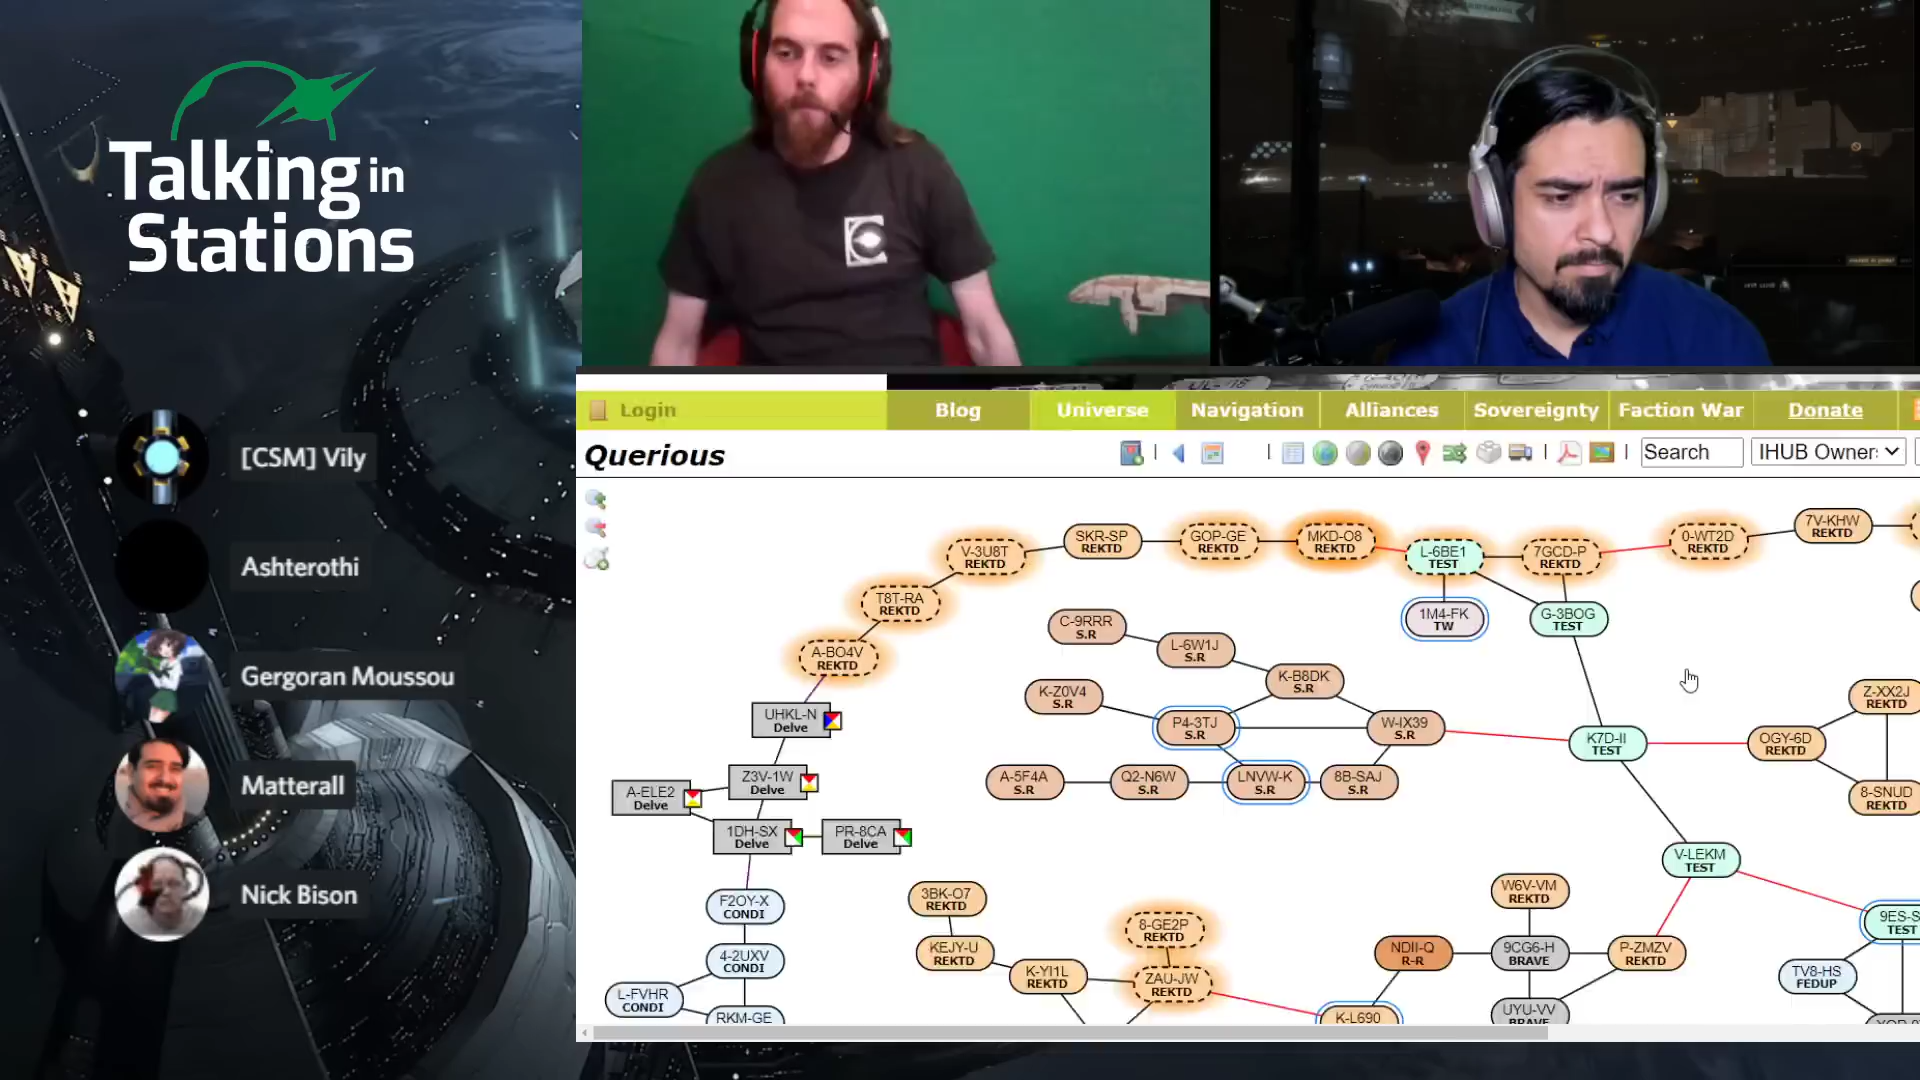 Talking in
Stations
[CSM] Vily
Ashterothi
Gergoran Moussou
Matterall
Nick Bison
Login
Blog
Universe
Navigation
Alliances
Sovereignty
Faction War
Donate
Querious
Search
IHUB Owner
SKR-SP
REKTD
GOP-GE
REKTD
MKD-O8
REKTD
L-6BE1
TEST
7GCD-P
REKTD
0-WT2D
REKTD
7V-KHW
REKTD
V-3U8T
REKTD
T8T-RA
REKTD
A-BO4V
REKTD
1M4-FK
TW
G-3BOG
TEST
C-9RRR
S.R
L-6W1J
S.R
K-B8DK
S.R
K-Z0V4
S.R
P4-3TJ
S.R
W-IX39
S.R
K7D-II
TEST
OGY-6D
REKTD
Z-XX2J
REKTD
8-SNUD
REKTD
UHKL-N
Delve
Z3V-1W
Delve
A-ELE2
Delve
1DH-SX
Delve
PR-8CA
Delve
A-5F4A
S.R
Q2-N6W
S.R
LNVW-K
S.R
8B-SAJ
S.R
V-LEKM
TEST
F2OY-X
CONDI
4-2UXV
CONDI
L-FVHR
CONDI
RKM-GE
3BK-O7
REKTD
KEJY-U
REKTD
K-YI1L
REKTD
8-GE2P
REKTD
ZAU-JW
REKTD
K-L690
NDII-Q
R-R
W6V-VM
REKTD
9CG6-H
BRAVE
P-ZMZV
REKTD
UYU-VV
BRAVE
9ES-S
TEST
TV8-HS
FEDUP